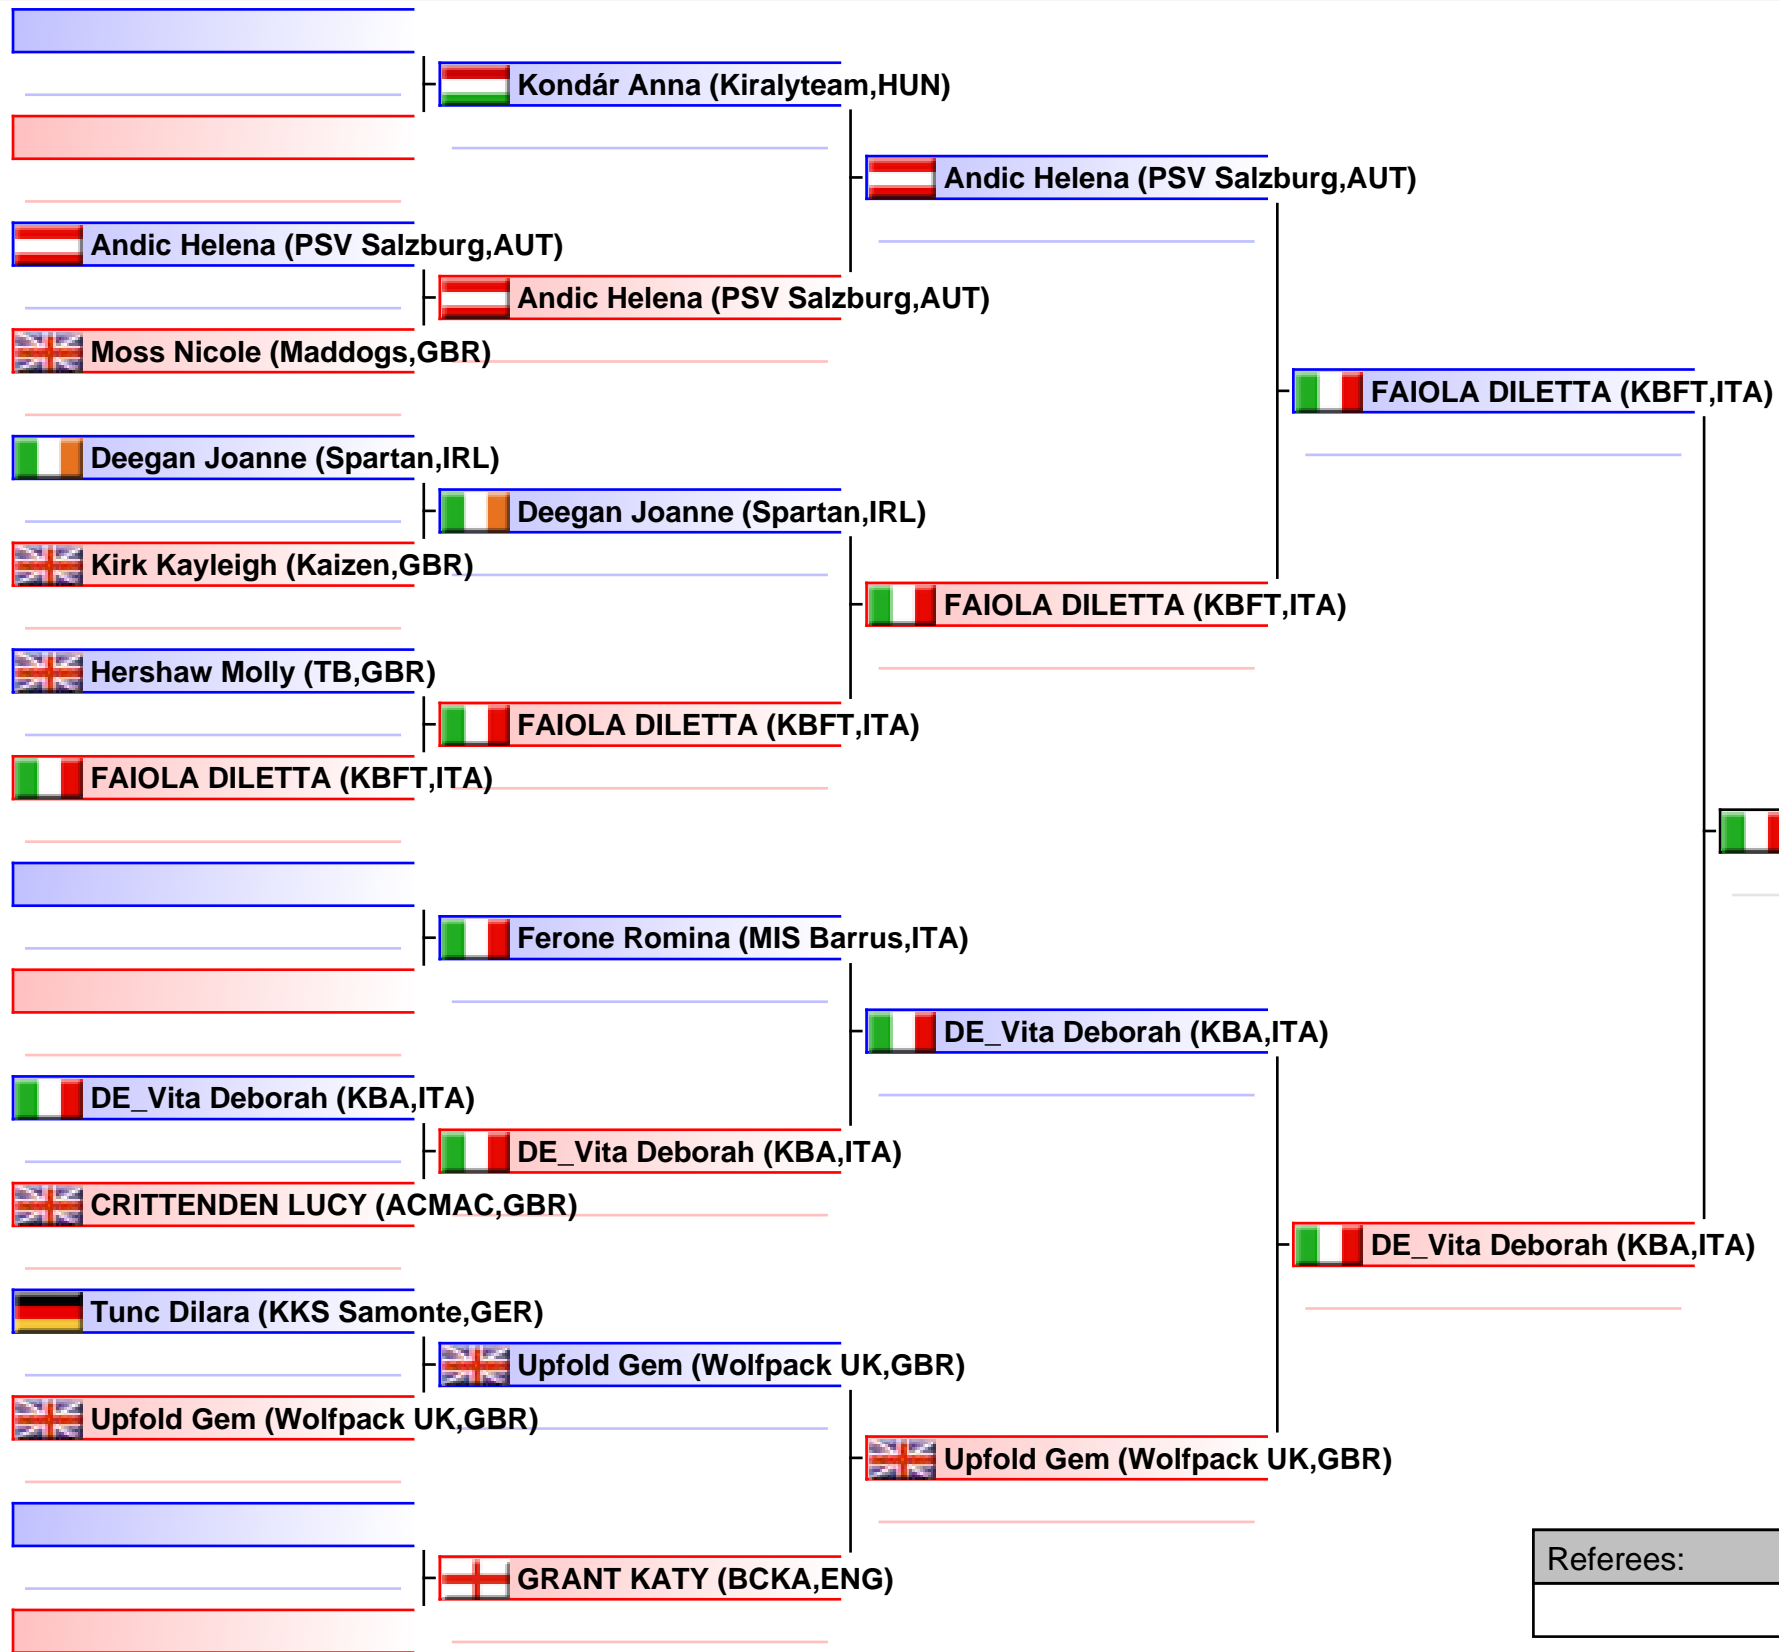 Kondár Anna (Kiralyteam,HUN)
Andic Helena (PSV Salzburg,AUT)
Andic Helena (PSV Salzburg,AUT)
Andic Helena (PSV Salzburg,AUT)
Moss Nicole (Maddogs,GBR)
FAIOLA DILETTA (KBFT,ITA)
Deegan Joanne (Spartan,IRL)
Deegan Joanne (Spartan,IRL)
Kirk Kayleigh (Kaizen,GBR)
FAIOLA DILETTA (KBFT,ITA)
Hershaw Molly (TB,GBR)
FAIOLA DILETTA (KBFT,ITA)
FAIOLA DILETTA (KBFT,ITA)
Ferone Romina (MIS Barrus,ITA)
DE_Vita Deborah (KBA,ITA)
DE_Vita Deborah (KBA,ITA)
DE_Vita Deborah (KBA,ITA)
CRITTENDEN LUCY (ACMAC,GBR)
DE_Vita Deborah (KBA,ITA)
Tunc Dilara (KKS Samonte,GER)
Upfold Gem (Wolfpack UK,GBR)
Upfold Gem (Wolfpack UK,GBR)
Upfold Gem (Wolfpack UK,GBR)
GRANT KATY (BCKA,ENG)
Referees: